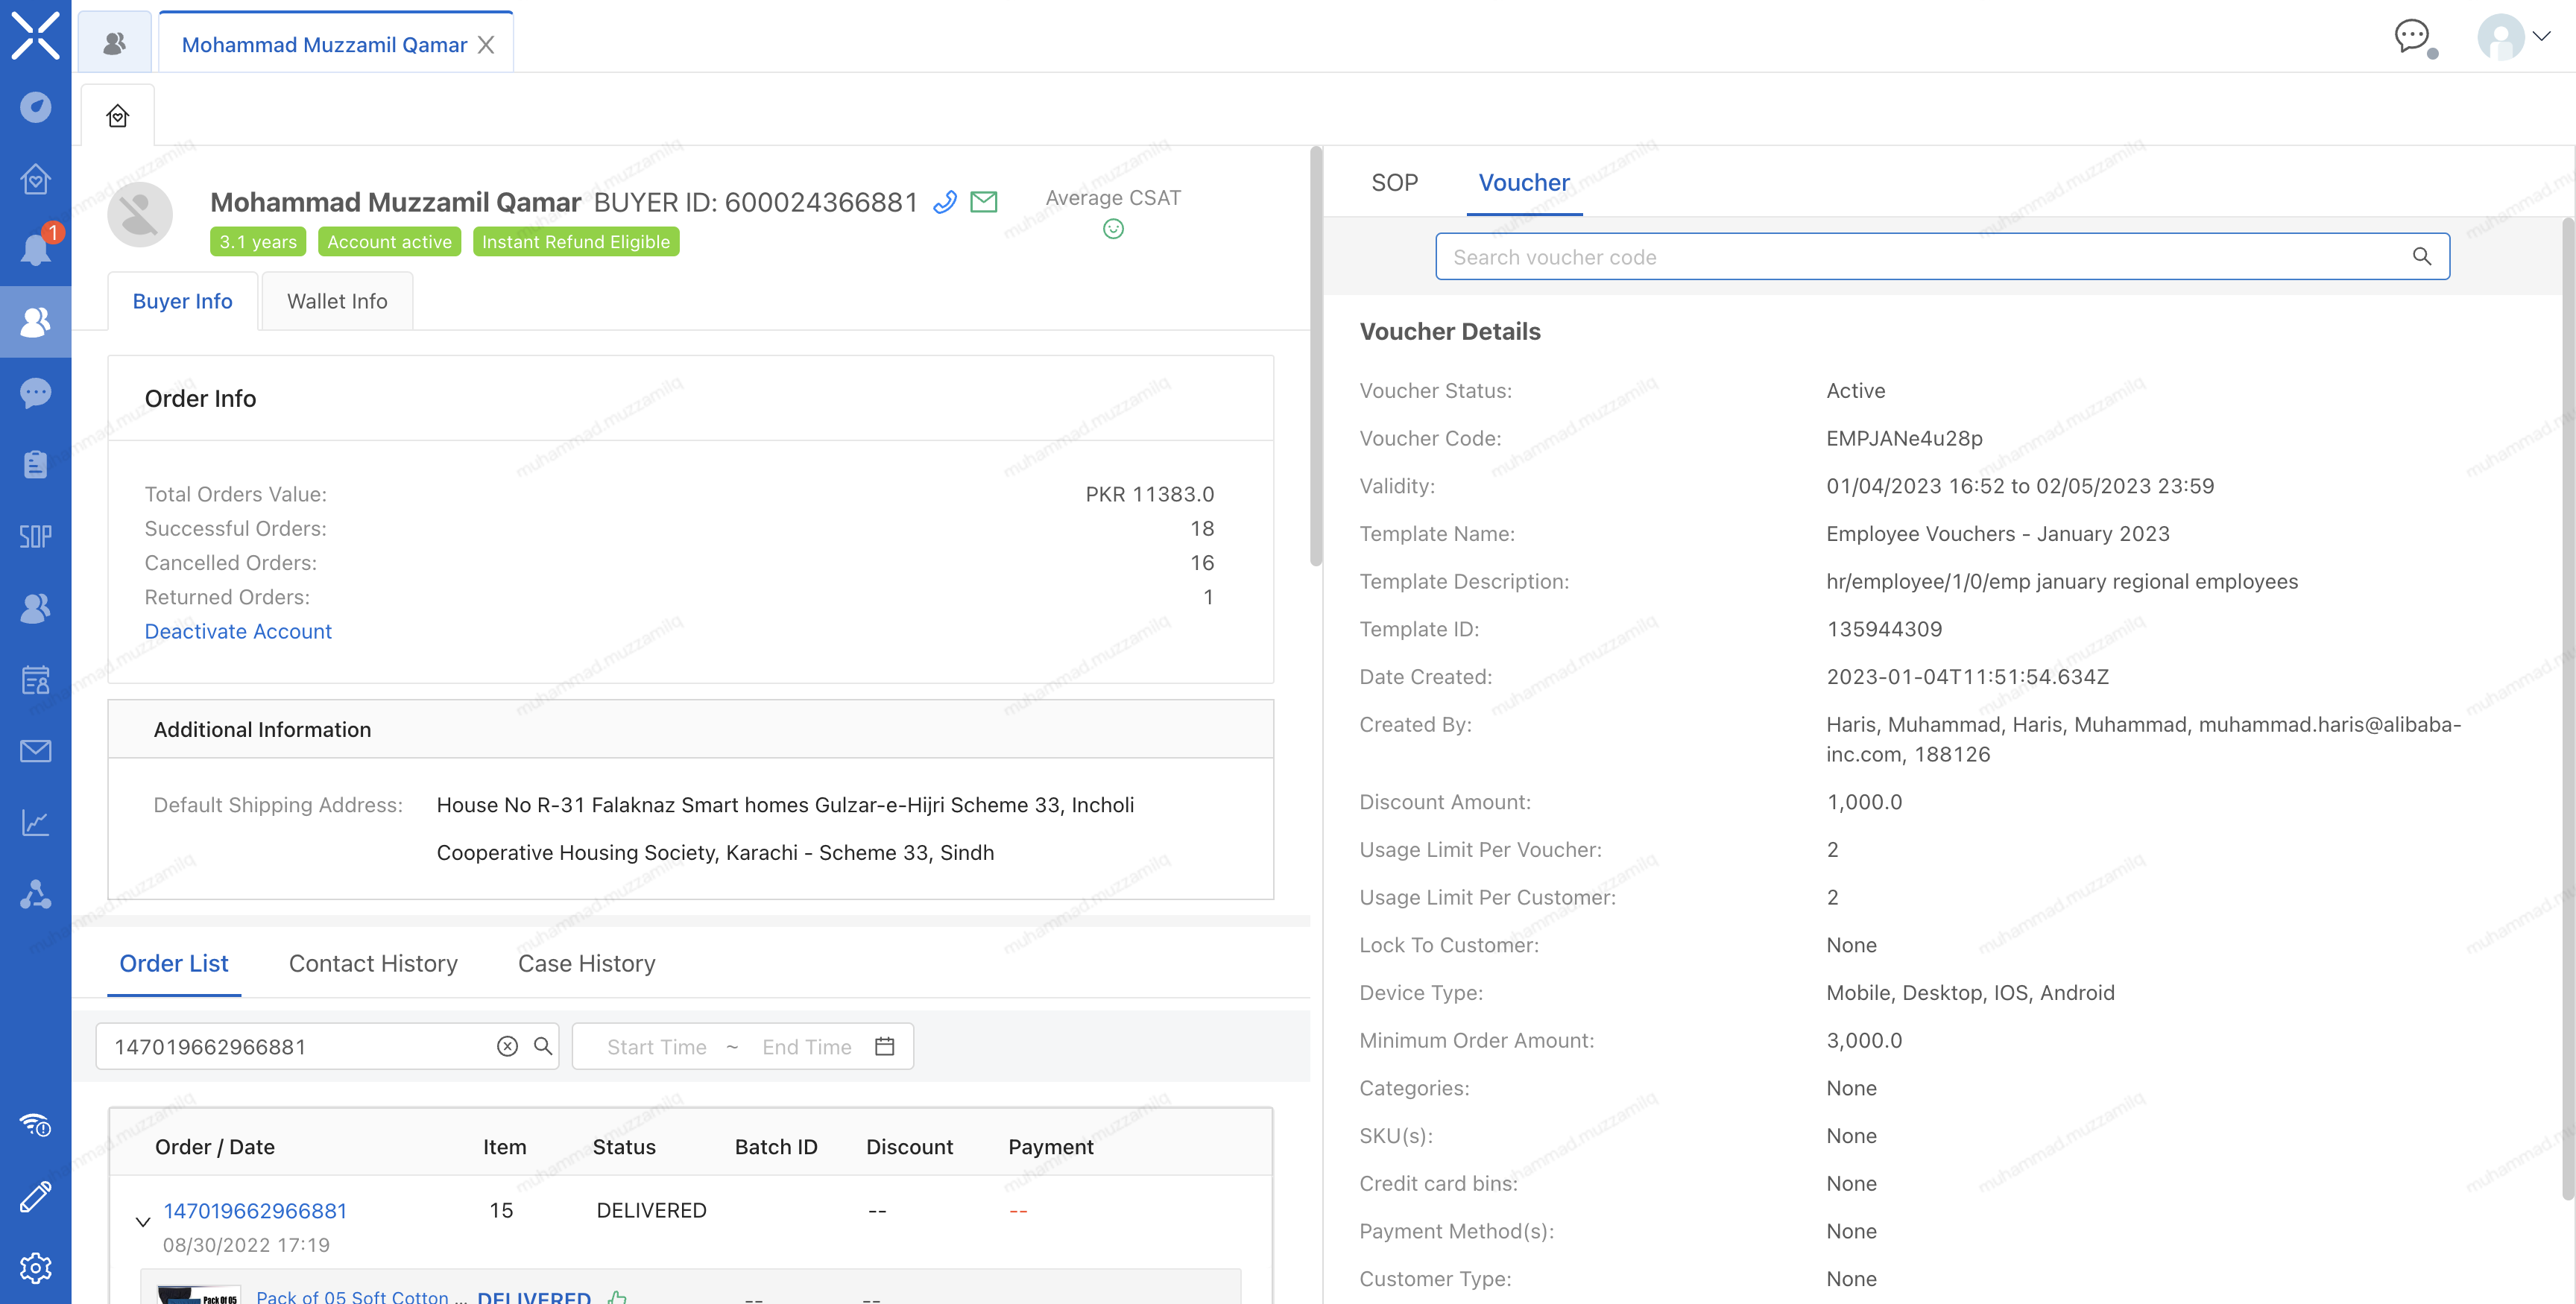 Mohammad Muzzamil Qamar
Mohammad Muzzamil Qamar BUYER ID: 600024366881
Average CSAT
3.1 years
Account active
Instant Refund Eligible
Buyer Info
Wallet Info
Order Info
Total Orders Value: PKR 11383.0
Successful Orders: 18
Cancelled Orders: 16
Returned Orders: 1
Deactivate Account
Additional Information
Default Shipping Address: House No R-31 Falaknaz Smart homes Gulzar-e-Hijri Scheme 33, Incholi
Cooperative Housing Society, Karachi - Scheme 33, Sindh
Order List
Contact History
Case History
147019662966881
Start Time ~ End Time
Order / Date Item Status Batch ID Discount Payment
147019662966881 15 DELIVERED -- --
08/30/2022 17:19
Pack Of 05
Pack of 05 Soft Cotton ... DELIVERED -- --
SOP
1
SOP
Voucher
Search voucher code
Voucher Details
Voucher Status: Active
Voucher Code: EMPJANe4u28p
Validity: 01/04/2023 16:52 to 02/05/2023 23:59
Template Name: Employee Vouchers - January 2023
Template Description: hr/employee/1/0/emp january regional employees
Template ID: 135944309
Date Created: 2023-01-04T11:51:54.634Z
Created By: Haris, Muhammad, Haris, Muhammad, muhammad.haris@alibaba-
inc.com, 188126
Discount Amount: 1,000.0
Usage Limit Per Voucher: 2
Usage Limit Per Customer: 2
Lock To Customer: None
Device Type: Mobile, Desktop, IOS, Android
Minimum Order Amount: 3,000.0
Categories: None
SKU(s): None
Credit card bins: None
Payment Method(s): None
Customer Type: None
muhammad.muzzamilq